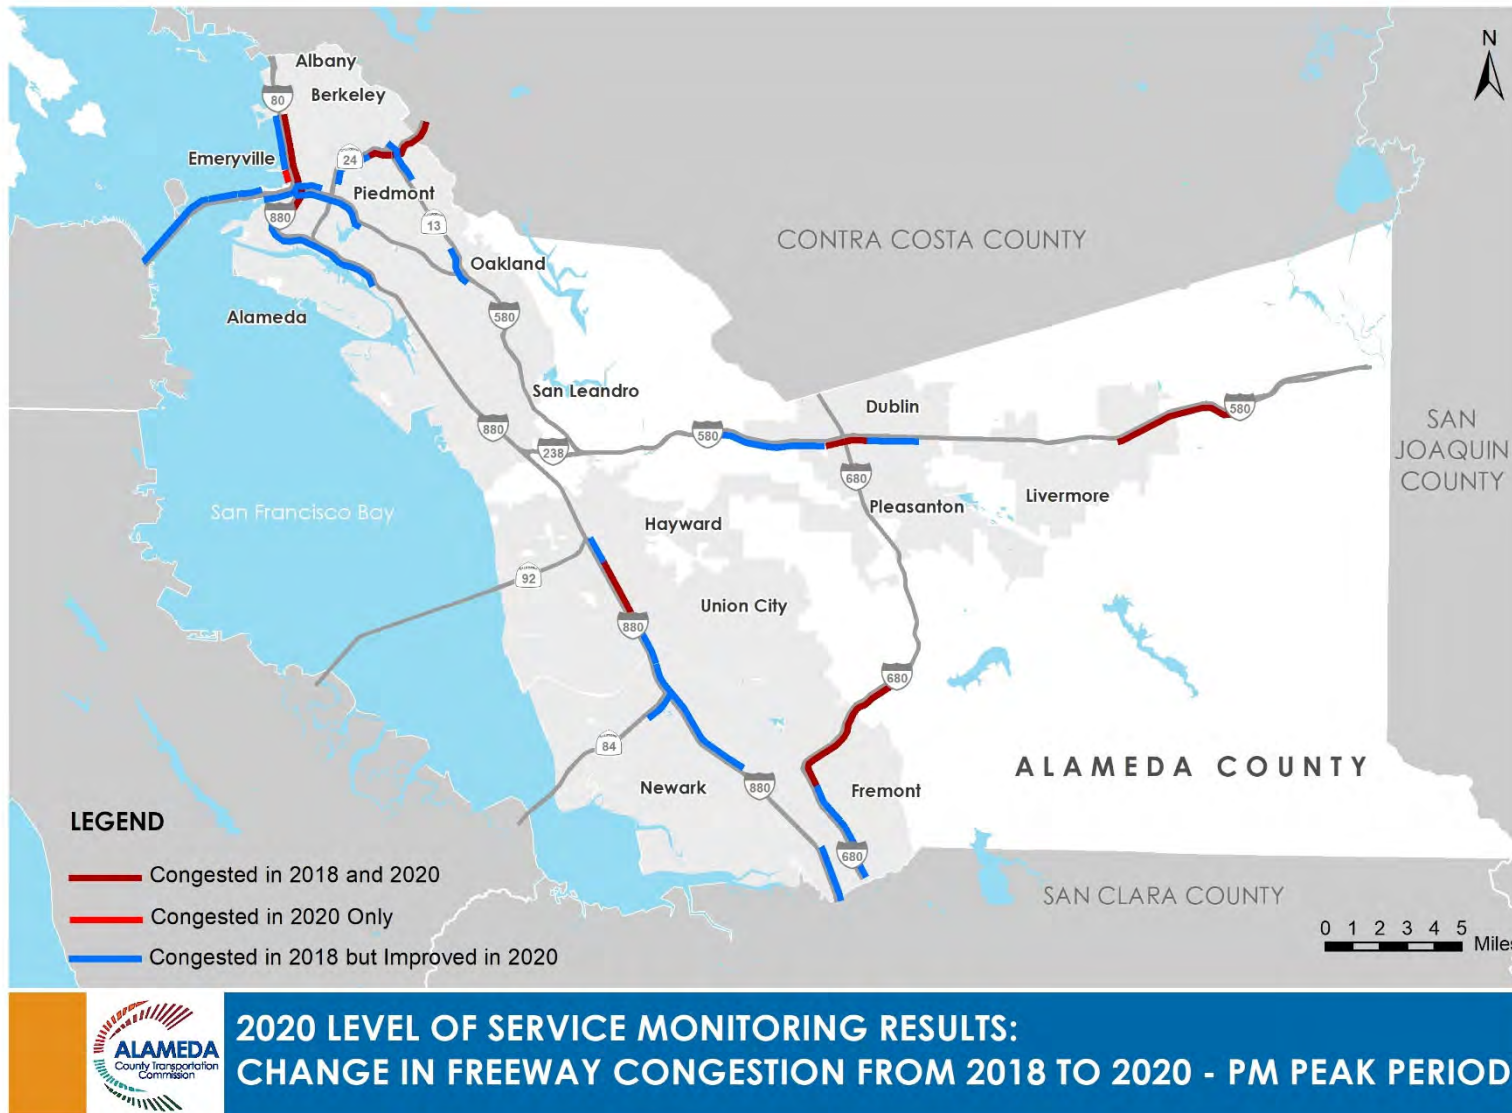 N
Albany
80
Berkeley
Emeryville
24
Piedmont
880
13
CONTRA COSTA COUNTY
Oakland
Alameda
580
San Leandro
Dublin
880
580
580
238
SAN
JOAQUIN
COUNTY
680
Livermore
Pleasanton
San Francisco Bay
Hayward
92
Union City
880
680
84
ALAMEDA COUNTY
Newark
880
Fremont
680
SAN CLARA COUNTY
LEGEND
Congested in 2018 and 2020
Congested in 2020 Only
Congested in 2018 but Improved in 2020
0 1 2 3 4 5
Miles
ALAMEDA
County Transportation
Commission
2020 LEVEL OF SERVICE MONITORING RESULTS:
CHANGE IN FREEWAY CONGESTION FROM 2018 TO 2020 - PM PEAK PERIOD